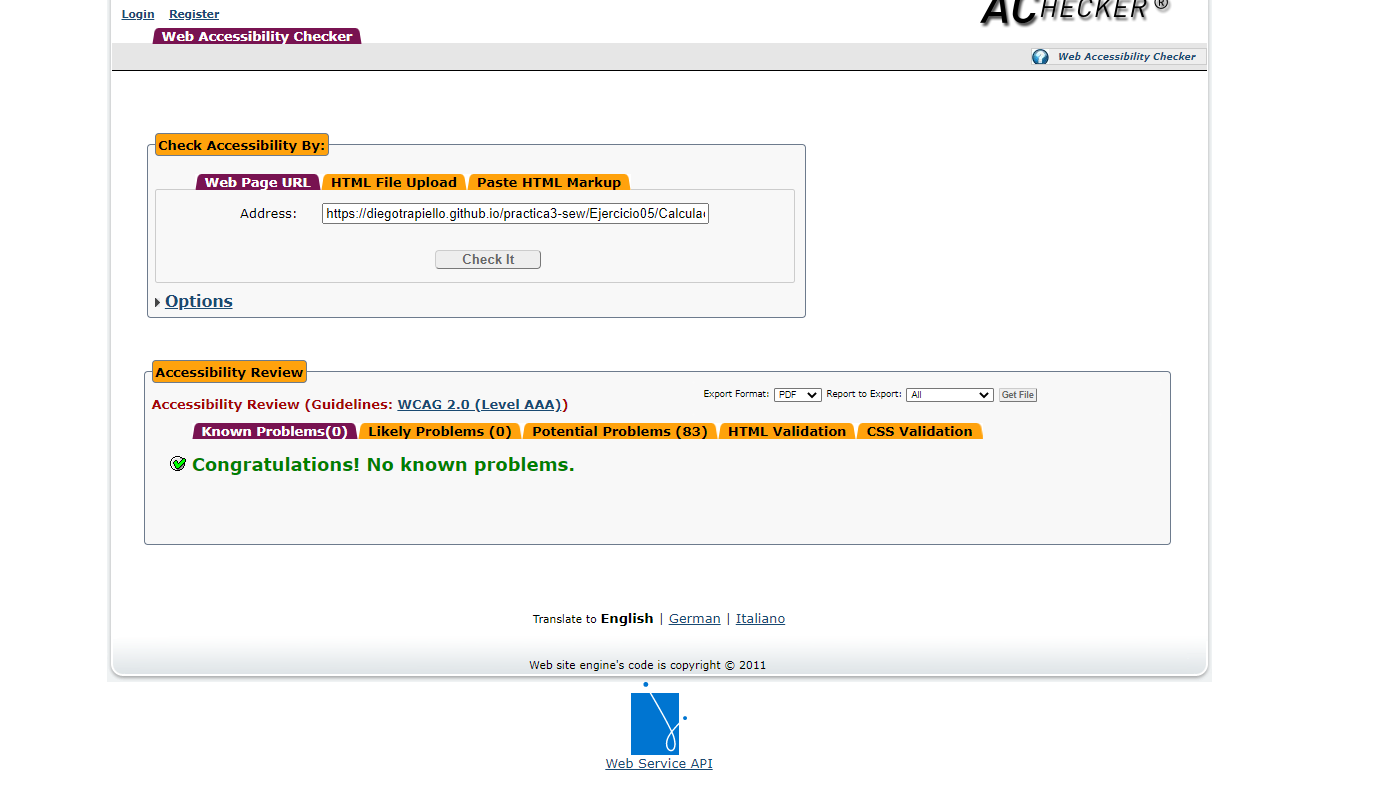 ACHECKER®
Login Register
Web Accessibility Checker
Web Accessibility Checker
Check Accessibility By:
Web Page URL HTML File Upload Paste HTML Markup
Address: https://diegotrapiello.github.io/practica3-sew/Ejercicio05/Calculac
Check It
Options
Accessibility Review
Export Format: PDF Report to Export: All Get File
Accessibility Review (Guidelines: WCAG 2.0 (Level AAA))
Known Problems(0) Likely Problems (0) Potential Problems (83) HTML Validation CSS Validation
Congratulations! No known problems.
Translate to English | German | Italiano
Web site engine's code is copyright © 2011
Web Service API